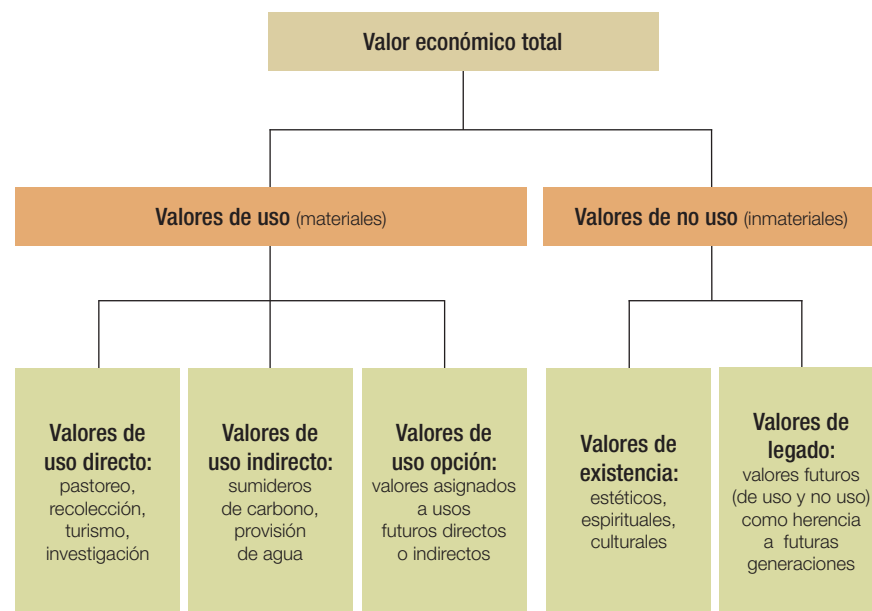 Valor económico total
Valores de uso (materiales)
Valores de no uso (inmateriales)
Valores de
uso directo:
pastoreo,
recolección,
turismo,
investigación
Valores de
uso indirecto:
sumideros
de carbono,
provisión
de agua
Valores de
uso opción:
valores asignados
a usos
futuros directos
o indirectos
Valores de
existencia:
estéticos,
espirituales,
culturales
Valores de
legado:
valores futuros
(de uso y no uso)
como herencia
a futuras
generaciones